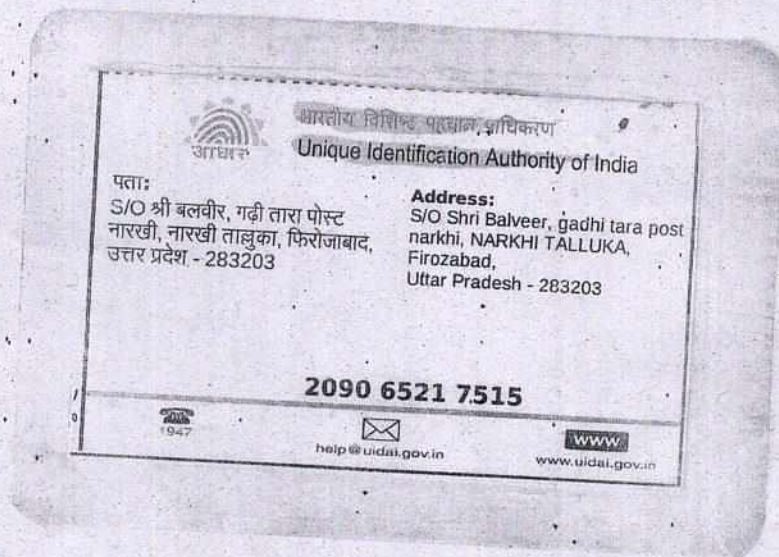 आधार
भारतीय विशिष्ट पहचान प्राधिकरण
Unique Identification Authority of India
पता:
S/O श्री बलवीर, गढ़ी तारा पोस्ट
नारखी, नारखी ताल्लुका, फिरोजाबाद,
उत्तर प्रदेश - 283203
Address:
S/O Shri Balveer, gadhi tara post
narkhi, NARKHI TALLUKA,
Firozabad,
Uttar Pradesh - 283203
2090 6521 7515
1947
help@uidai.gov.in
www
www.uidai.gov.in